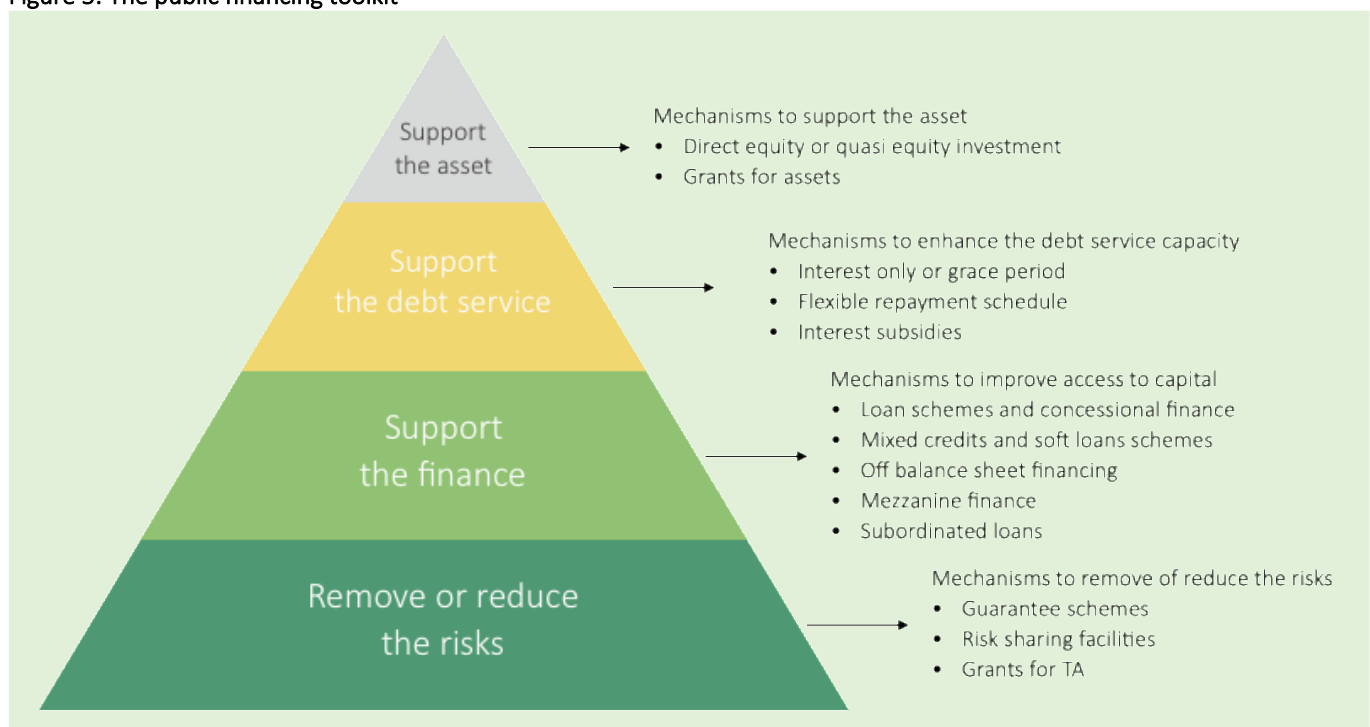 The public financing toolkit
Support
the asset
Mechanisms to support the asset
• Direct equity or quasi equity investment
• Grants for assets
Support
the debt service
Mechanisms to enhance the debt service capacity
• Interest only or grace period
• Flexible repayment schedule
• Interest subsidies
Support
the finance
Mechanisms to improve access to capital
• Loan schemes and concessional finance
• Mixed credits and soft loans schemes
• Off balance sheet financing
• Mezzanine finance
• Subordinated loans
Remove or reduce
the risks
Mechanisms to remove of reduce the risks
• Guarantee schemes
• Risk sharing facilities
• Grants for TA